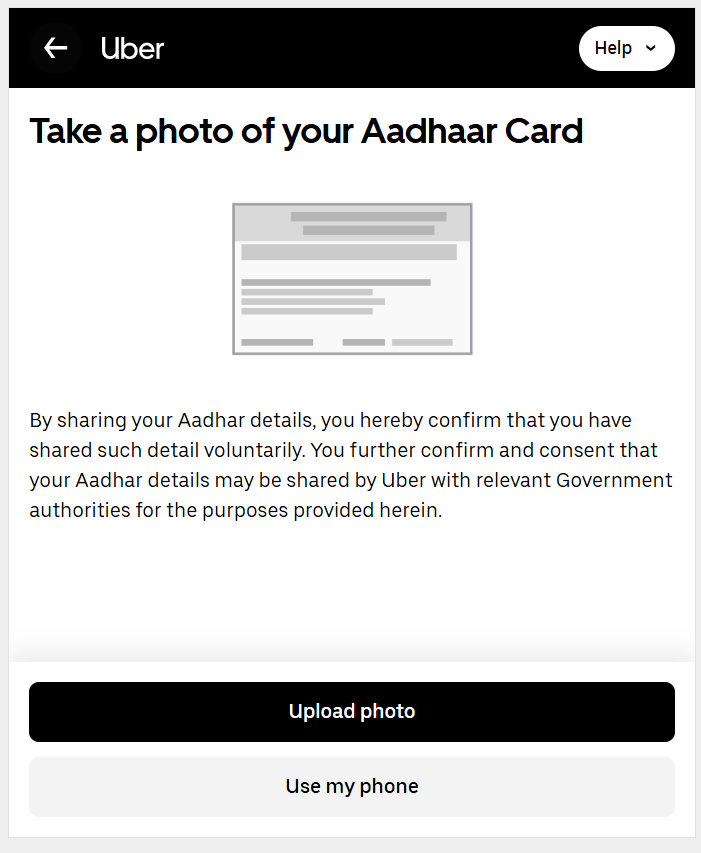 Uber
Help
Take a photo of your Aadhaar Card
By sharing your Aadhar details, you hereby confirm that you have
shared such detail voluntarily. You further confirm and consent that
your Aadhar details may be shared by Uber with relevant Government
authorities for the purposes provided herein.
Upload photo
Use my phone